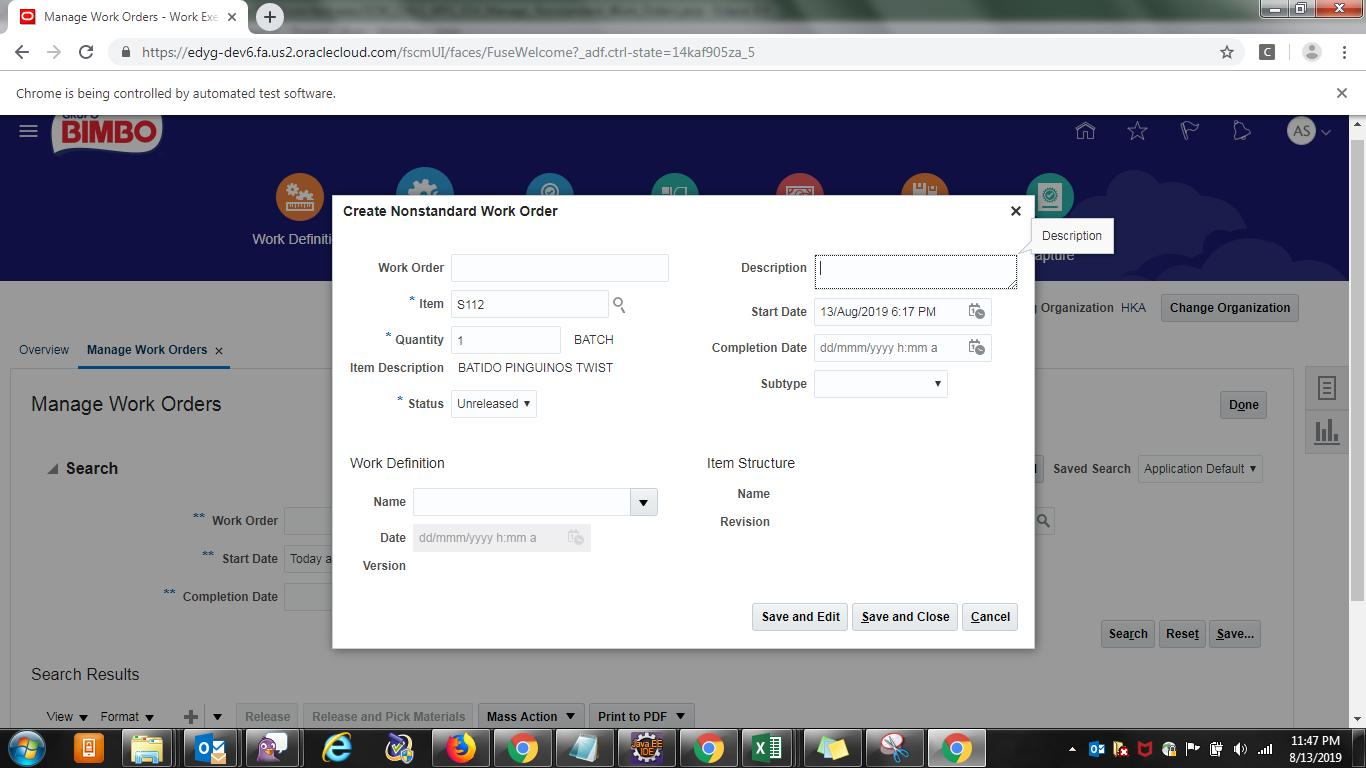 Manage Work Orders - Work Exe
https://edyg-dev6.fa.us2.oraclecloud.com/fscmUI/faces/FuseWelcome?_adf.ctrl-state=14kaf905za_5
C
Chrome is being controlled by automated test software.
GRUPO
BIMBO
AS
Work Definiti
apture
Create Nonstandard Work Order
Description
Work Order
Description
* Item S112
Start Date 13/Aug/2019 6:17 PM
* Quantity 1 BATCH
Completion Date dd/mmm/yyyy h:mm a
Item Description BATIDO PINGUINOS TWIST
Subtype
* Status Unreleased
Work Definition
Item Structure
Name
Name
Date dd/mmm/yyyy h:mm a
Revision
Version
Save and Edit Save and Close Cancel
Organization HKA Change Organization
Overview Manage Work Orders
Manage Work Orders
Done
Search
Saved Search Application Default
** Work Order
** Start Date Today a
** Completion Date
Search Reset Save...
Search Results
View Format Release Release and Pick Materials Mass Action Print to PDF
Java EE
IDE
11:47 PM
8/13/2019